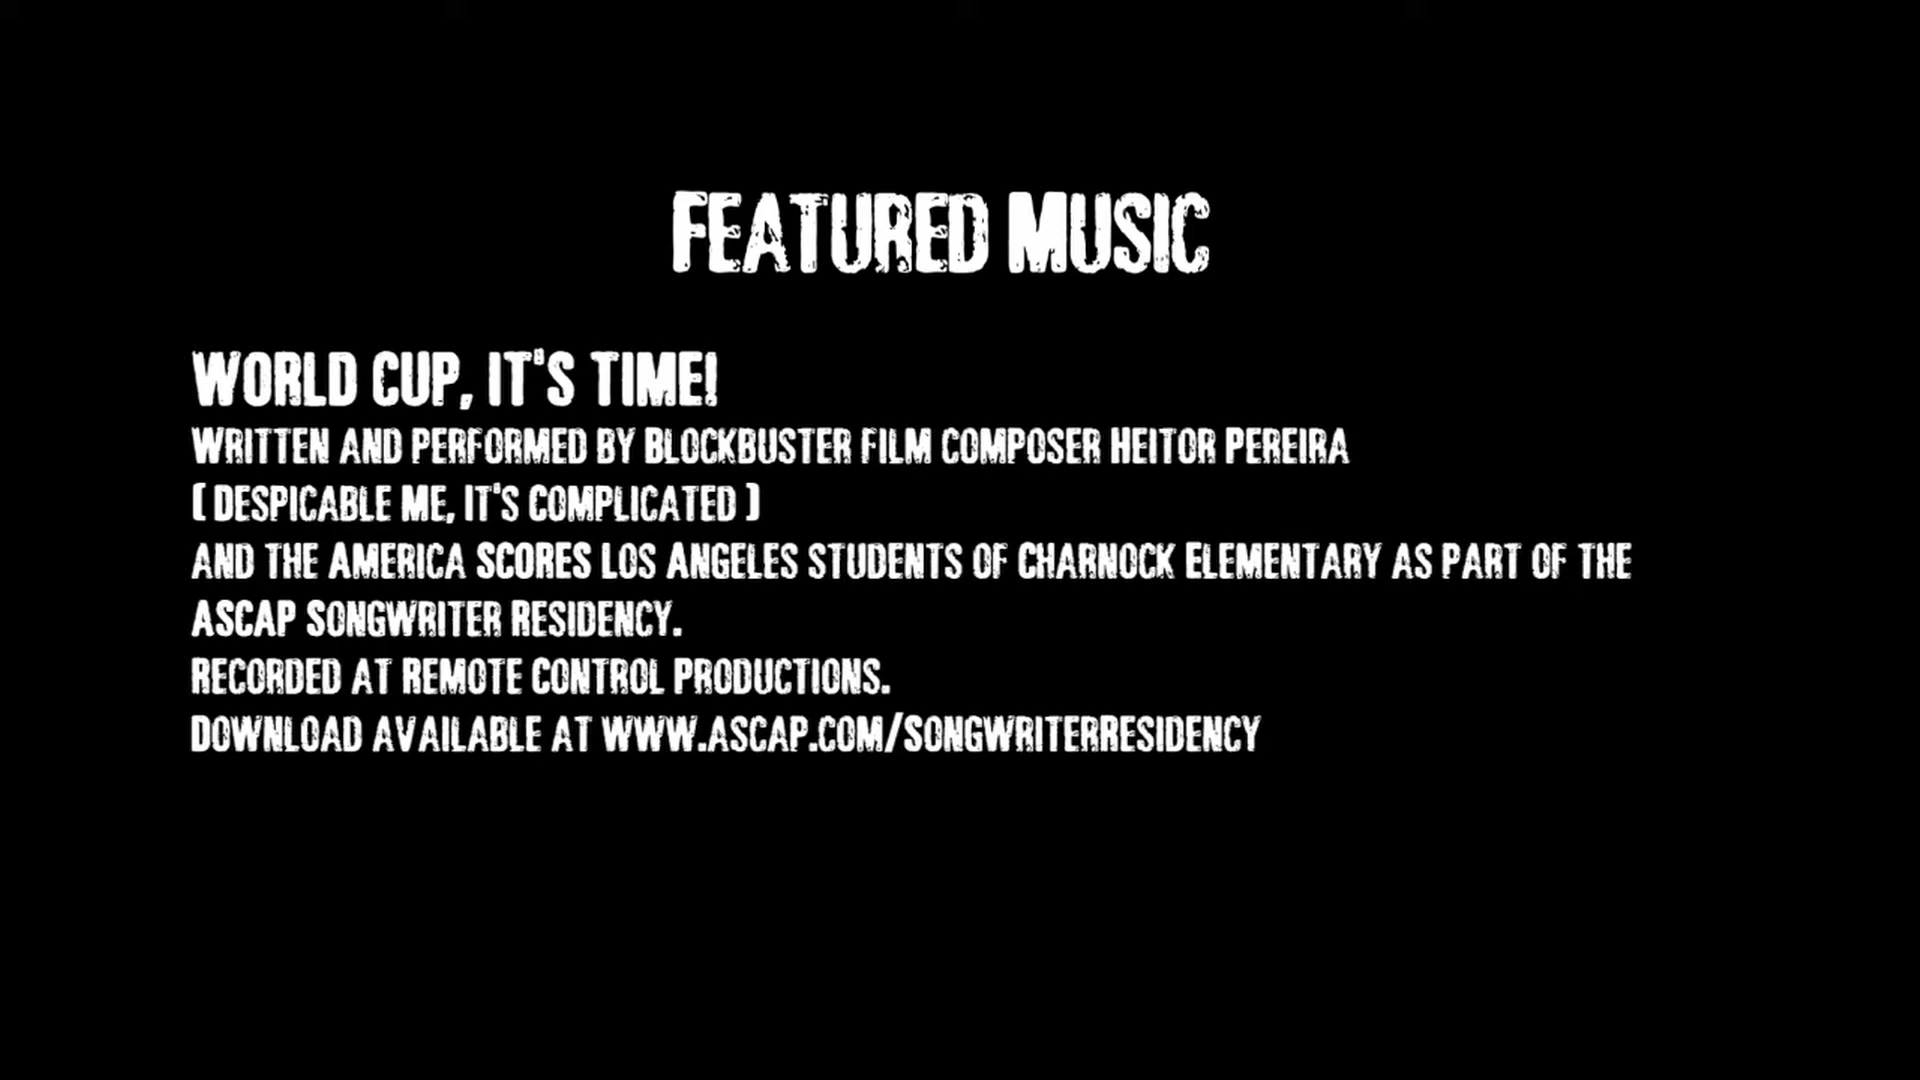 FEATURED MUSIC
WORLD CUP, IT'S TIME!
WRITTEN AND PERFORMED BY BLOCKBUSTER FILM COMPOSER HEITOR PEREIRA
( DESPICABLE ME, IT'S COMPLICATED )
AND THE AMERICA SCORES LOS ANGELES STUDENTS OF CHARNOCK ELEMENTARY AS PART OF THE
ASCAP SONGWRITER RESIDENCY.
RECORDED AT REMOTE CONTROL PRODUCTIONS.
DOWNLOAD AVAILABLE AT WWW.ASCAP.COM/SONGWRITERRESIDENCY